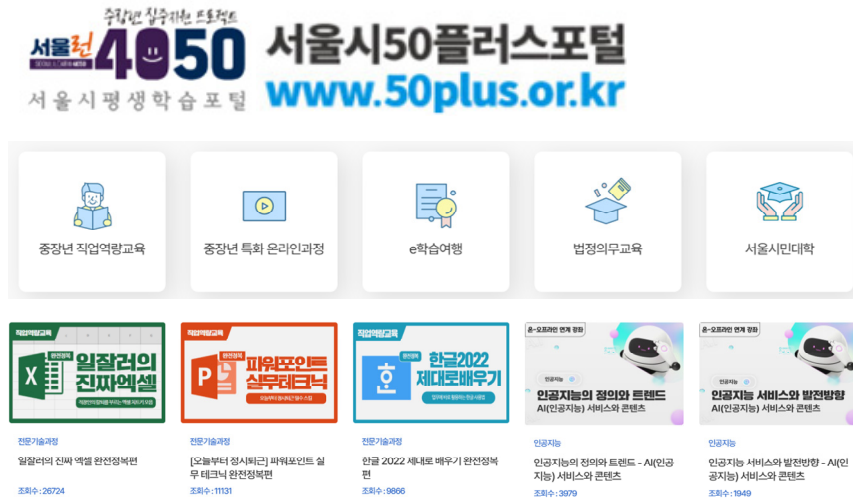 중장년 집중지원 프로젝트
서울런
4050
서울시평생학습포털
서울시50플러스포털
www.50plus.or.kr
중장년 직업역량교육
중장년 특화 온라인과정
e학습여행
법정의무교육
서울시민대학
직업역량교육
완전정복
일잘러의
진짜엑셀
X
직업역량교육
완전정복
파워포인트
실무테크닉
P
직업역량교육
완전정복
한글2022
제대로배우기
온-오프라인 연계 강좌
인공지능
인공지능의 정의와 트렌드
AI(인공지능) 서비스와 콘텐츠
온-오프라인 연계 강좌
인공지능
인공지능 서비스와 발전방향
AI(인공지능) 서비스와 콘텐츠
전문기술과정
일잘러의 진짜 엑셀 완전정복편
조회수 : 26724
전문기술과정
[오늘부터 정시퇴근] 파워포인트 실
무 테크닉 완전정복편
조회수 : 11131
전문기술과정
한글 2022 제대로 배우기 완전정복
편
조회수 : 9866
인공지능
인공지능의 정의와 트렌드 - AI(인공
지능) 서비스와 콘텐츠
조회수 : 3979
인공지능
인공지능 서비스와 발전방향 - AI(인
공지능) 서비스와 콘텐츠
조회수 : 1949